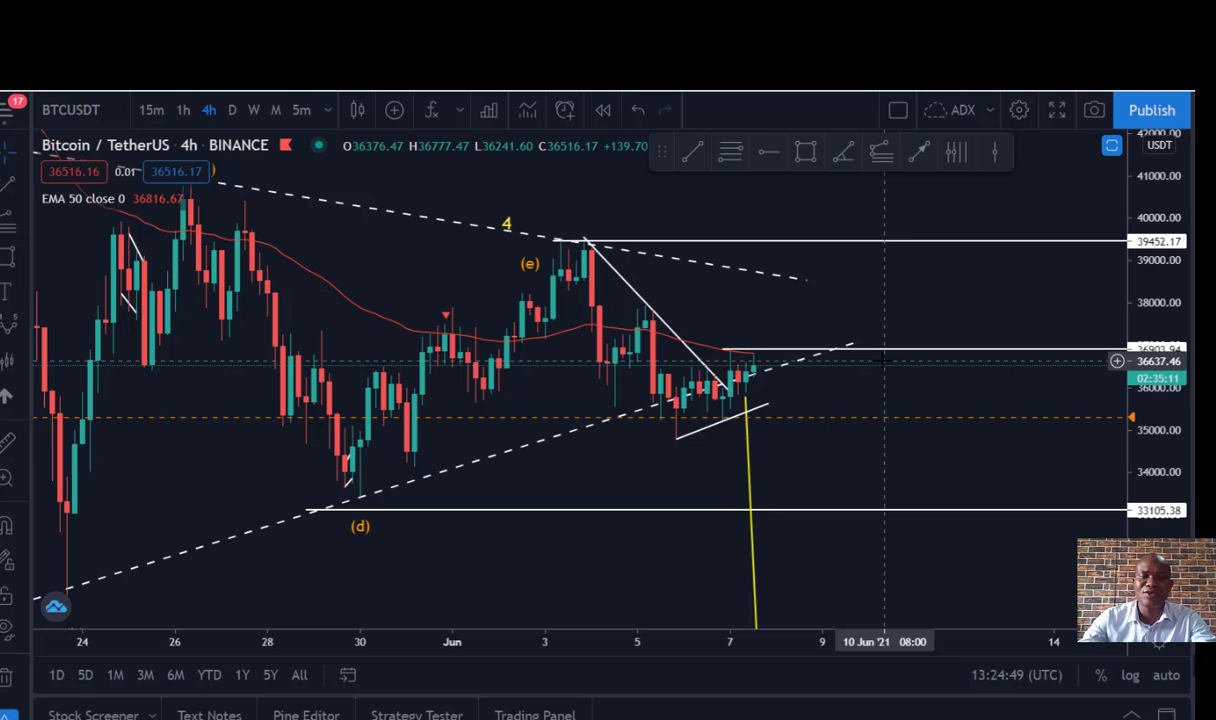 17
BTCUSDT 15m 1h 4h D W M 5m ADX Publish
Bitcoin / TetherUS · 4h · BINANCE O36376.47 H36777.47 L36241.60 C36516.17 +139.70
USDT
36516.16 0.01 36516.17
EMA 50 close 0 36816.67
42000.00
41000.00
40000.00
39452.17
39000.00
38000.00
36903.94
36637.46
02:35:11
36000.00
35000.00
34000.00
33105.38
4
(e)
(d)
24 26 28 30 Jun 3 5 7 9 10 Jun '21 08:00 14
1D 5D 1M 3M 6M YTD 1Y 5Y All 13:24:49 (UTC) % log auto
Stock Screener Text Notes Pine Editor Strategy Tester Trading Panel